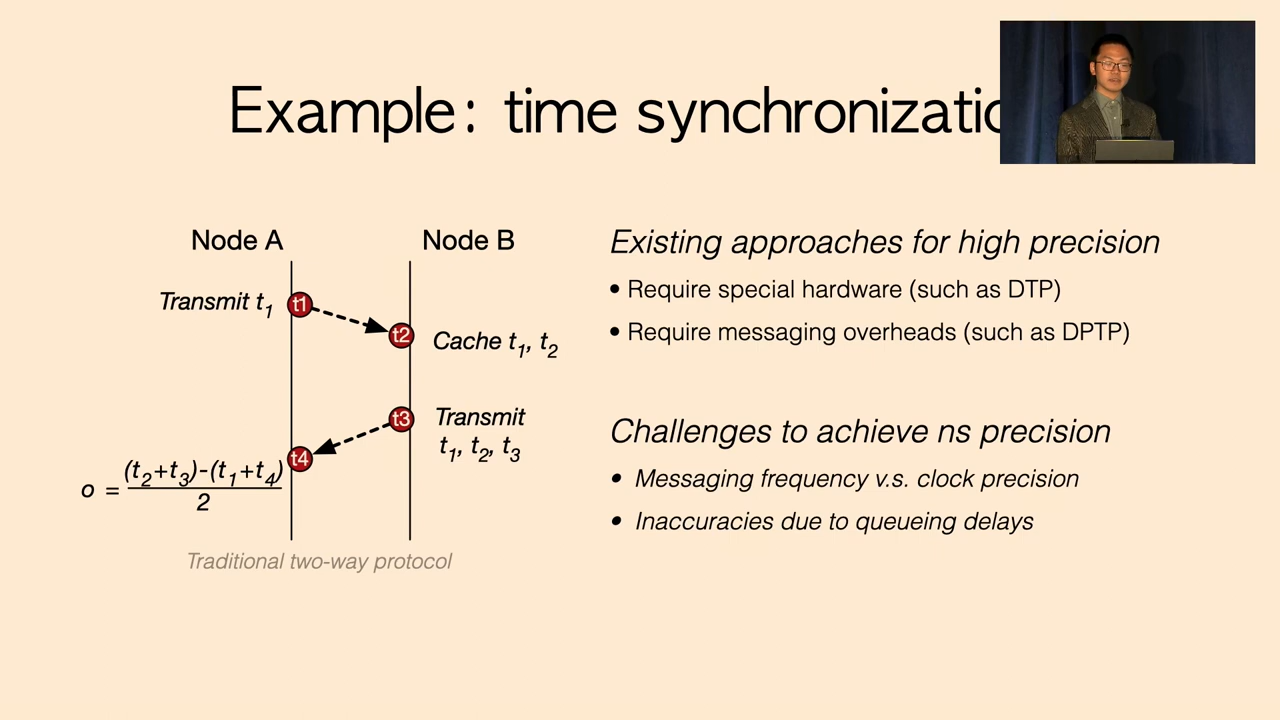 Example: time synchronizatio
Node A
Node B
Transmit t1
t1
t2
Cache t1, t2
t3
Transmit
t1, t2, t3
t4
o = (t2+t3)-(t1+t4)
2
Traditional two-way protocol
Existing approaches for high precision
• Require special hardware (such as DTP)
• Require messaging overheads (such as DPTP)
Challenges to achieve ns precision
• Messaging frequency v.s. clock precision
• Inaccuracies due to queueing delays